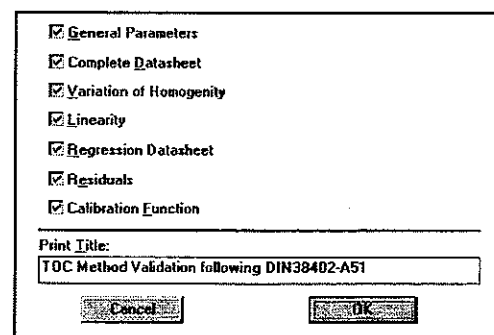 General Parameters
Complete Datasheet
Variation of Homogenity
Linearity
Regression Datasheet
Residuals
Calibration Function
Print Title:
TOC Method Validation following DIN38402-A51
Cancel OK